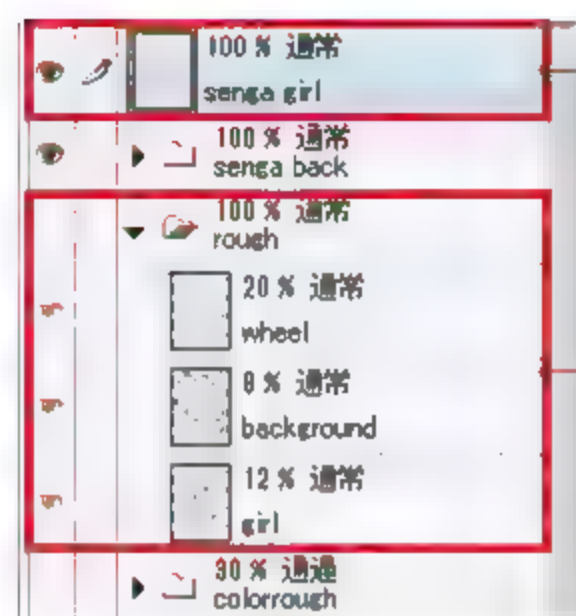 100 % 通常
senga girl
100 % 通常
senga back
100 % 通常
rough
20 % 通常
wheel
8 % 通常
background
12 % 通常
girl
30 %
colorrough